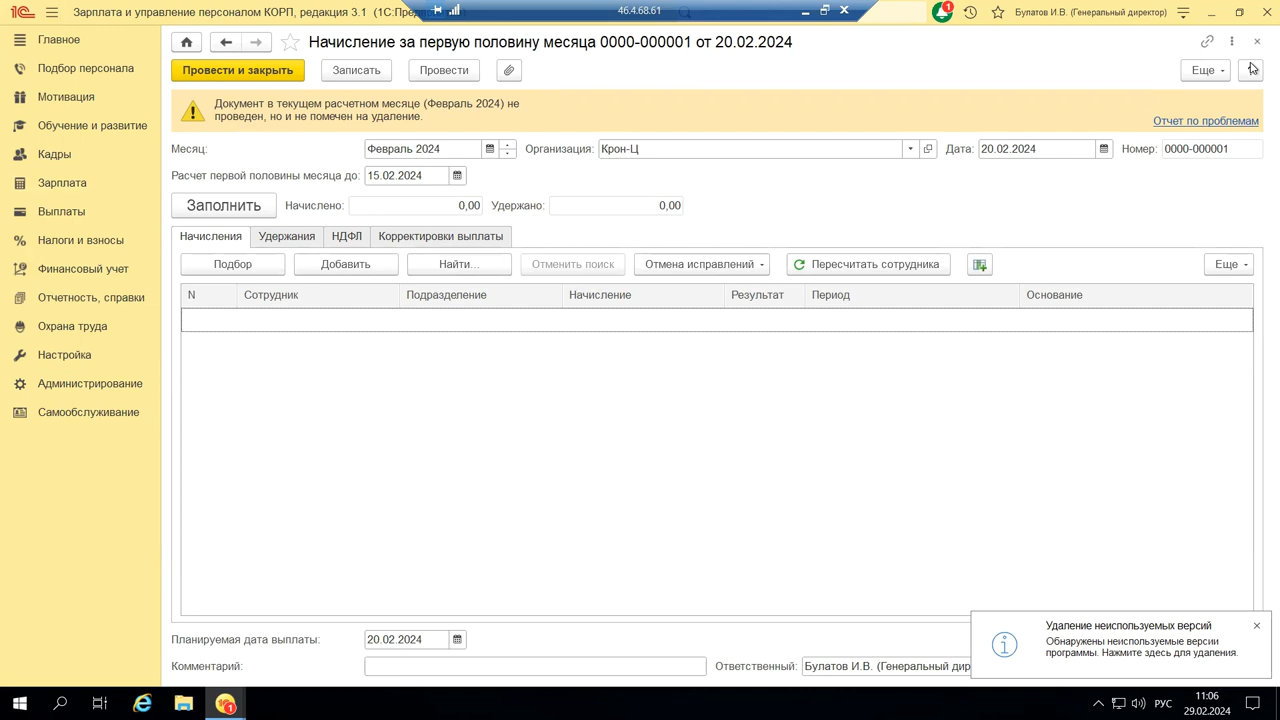 Зарплата и управление персоналом КОРП, редакция 3.1 (1С:Пре
46.4.68.61
1
Булатов И.В. (Генеральный директор)
Главное
Подбор персонала
Мотивация
Обучение и развитие
Кадры
Зарплата
Выплаты
Налоги и взносы
Финансовый учет
Отчетность, справки
Охрана труда
Настройка
Администрирование
Самообслуживание
Начисление за первую половину месяца 0000-000001 от 20.02.2024
Провести и закрыть
Записать
Провести
Еще
Документ в текущем расчетном месяце (Февраль 2024) не
проведен, но и не помечен на удаление.
Отчет по проблемам
Месяц: Февраль 2024 Организация: Крон-Ц Дата: 20.02.2024 Номер: 0000-000001
Расчет первой половины месяца до: 15.02.2024
Заполнить Начислено: 0,00 Удержано: 0,00
Начисления Удержания НДФЛ Корректировки выплаты
Подбор Добавить Найти... Отменить поиск Отмена исправлений Пересчитать сотрудника Еще
N Сотрудник Подразделение Начисление Результат Период Основание
Планируемая дата выплаты: 20.02.2024
Комментарий: Ответственный: Булатов И.В. (Генеральный дир
Удаление неиспользуемых версий
Обнаружены неиспользуемые версии
программы. Нажмите здесь для удаления.
1
РУС
11:06
29.02.2024